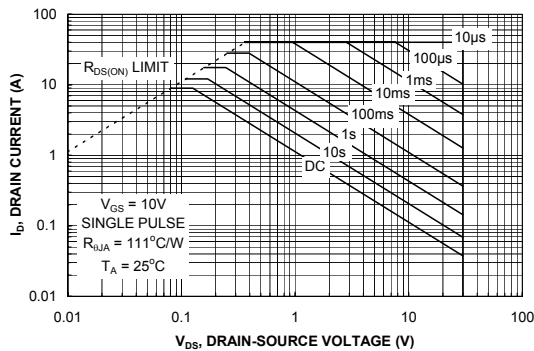 100
10
1
0.1
0.01
I_D, DRAIN CURRENT (A)
R_DS(ON) LIMIT
10μs
100μs
1ms
10ms
100ms
1s
10s
DC
V_GS = 10V
SINGLE PULSE
R_θJA = 111°C/W
T_A = 25°C
0.01
0.1
1
10
100
V_DS, DRAIN-SOURCE VOLTAGE (V)